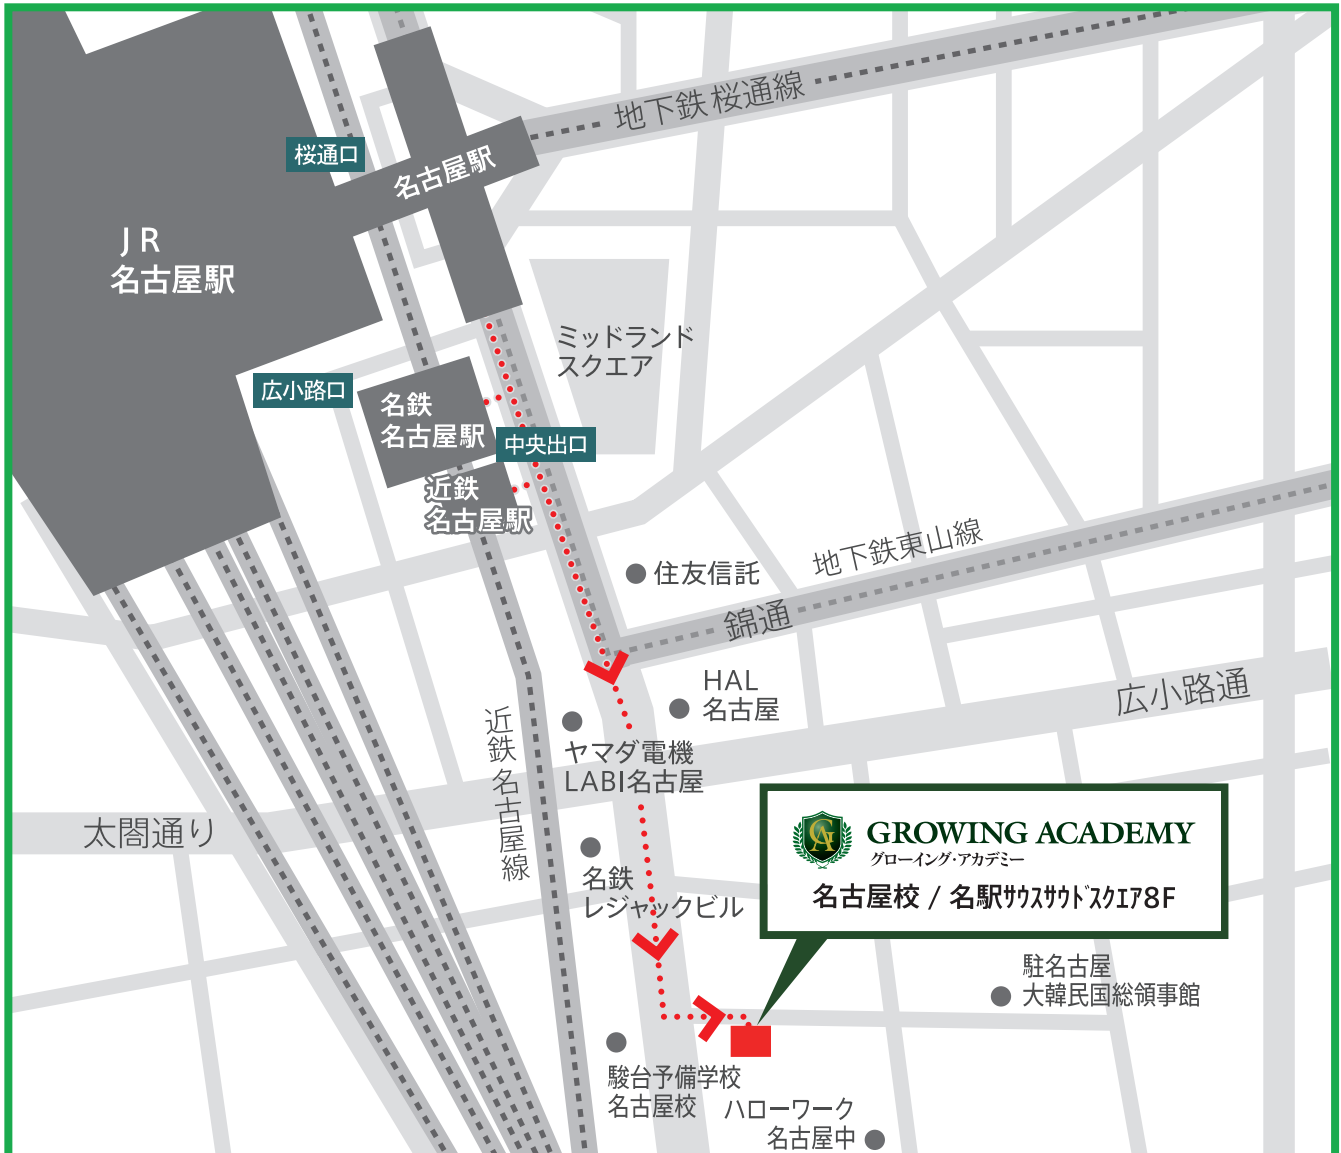 地下鉄 桜通線
桜通口
名古屋駅
JR
名古屋駅
ミッドランド
スクエア
広小路口
名鉄
名古屋駅
中央出口
近鉄
名古屋駅
住友信託
地下鉄東山線
錦通
HAL
名古屋
広小路通
近鉄名古屋線
ヤマダ電機
LABI名古屋
太閤通り
GROWING ACADEMY
グローイング・アカデミー
名古屋校 / 名駅サウスサウドスクエア8F
名鉄
レジャックビル
駐名古屋
大韓民国総領事館
駿台予備学校
名古屋校
ハローワーク
名古屋中